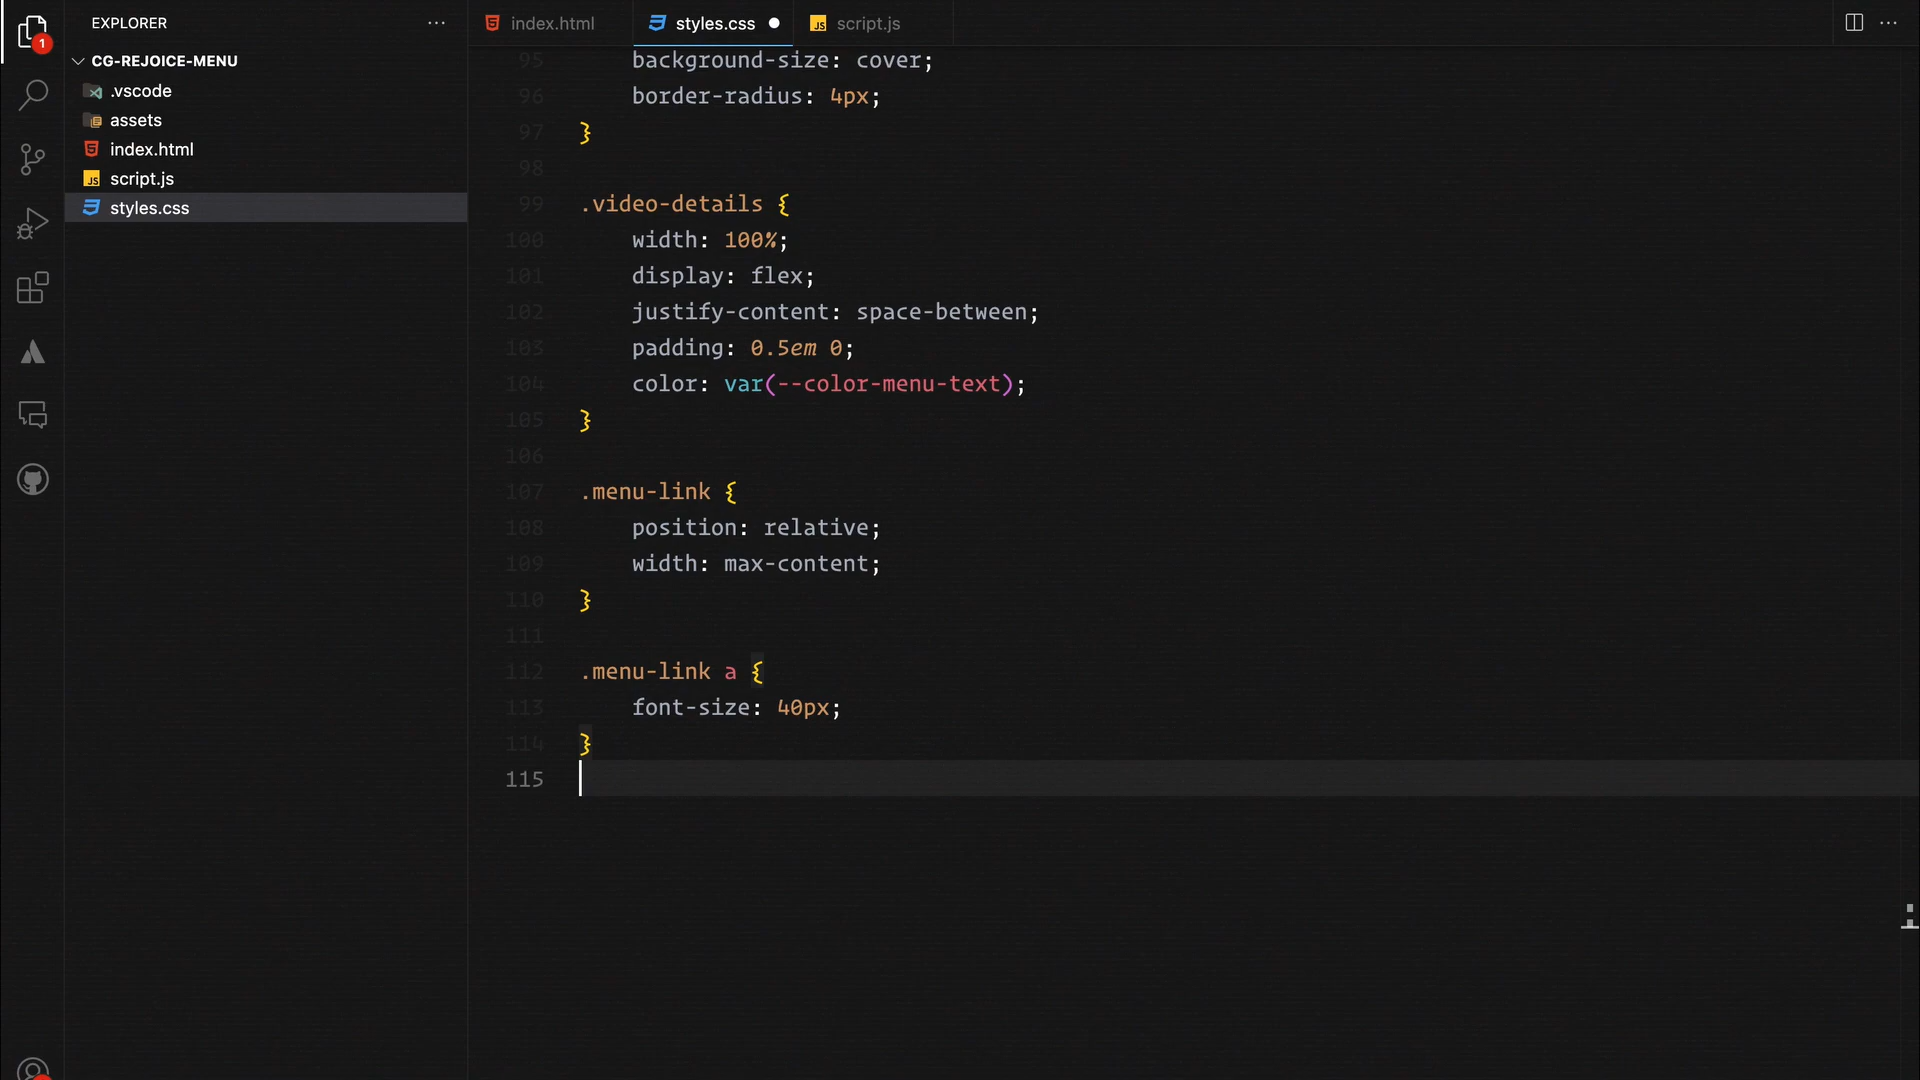 EXPLORER
index.html
styles.css
JS script.js
1
CG-REJOICE-MENU
.vscode
assets
index.html
JS script.js
styles.css
95 background-size: cover;
96 border-radius: 4px;
97 }
98
99 .video-details {
100 width: 100%;
101 display: flex;
102 justify-content: space-between;
103 padding: 0.5em 0;
104 color: var(--color-menu-text);
105 }
106
107 .menu-link {
108 position: relative;
109 width: max-content;
110 }
111
112 .menu-link a {
113 font-size: 40px;
114 }
115